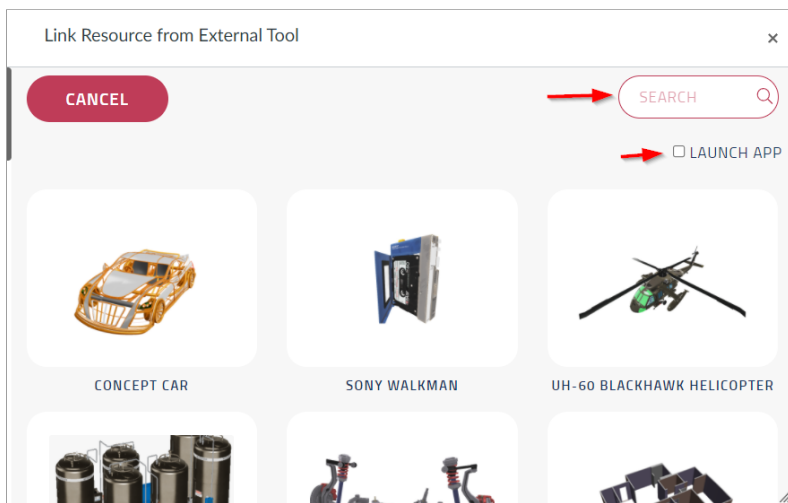 Link Resource from External Tool
×
CANCEL
SEARCH
LAUNCH APP
CONCEPT CAR
SONY WALKMAN
UH-60 BLACKHAWK HELICOPTER